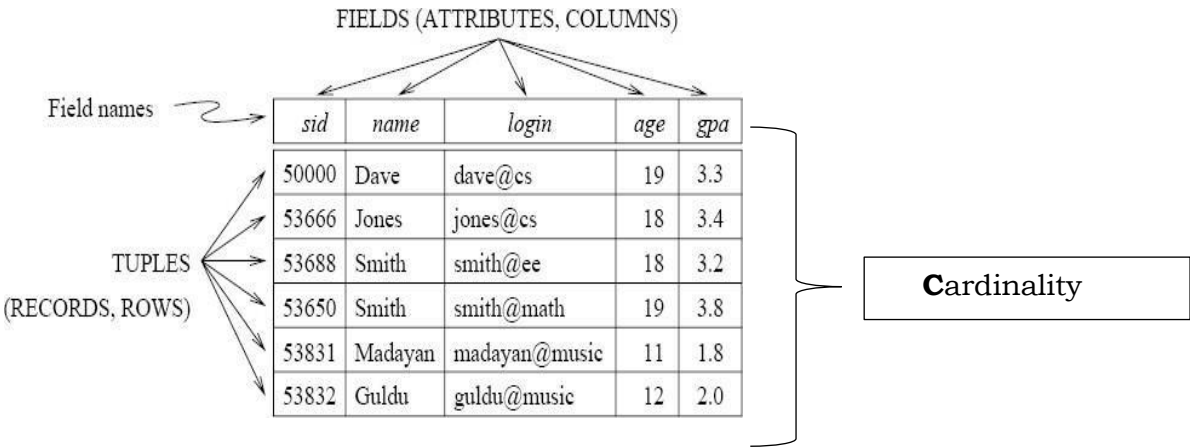 FIELDS (ATTRIBUTES, COLUMNS)
Field names
sid name login age gpa
50000 Dave dave@cs 19 3.3
53666 Jones jones@cs 18 3.4
53688 Smith smith@ee 18 3.2
53650 Smith smith@math 19 3.8
53831 Madayan madayan@music 11 1.8
53832 Guldu guldu@music 12 2.0
TUPLES
(RECORDS, ROWS)
Cardinality